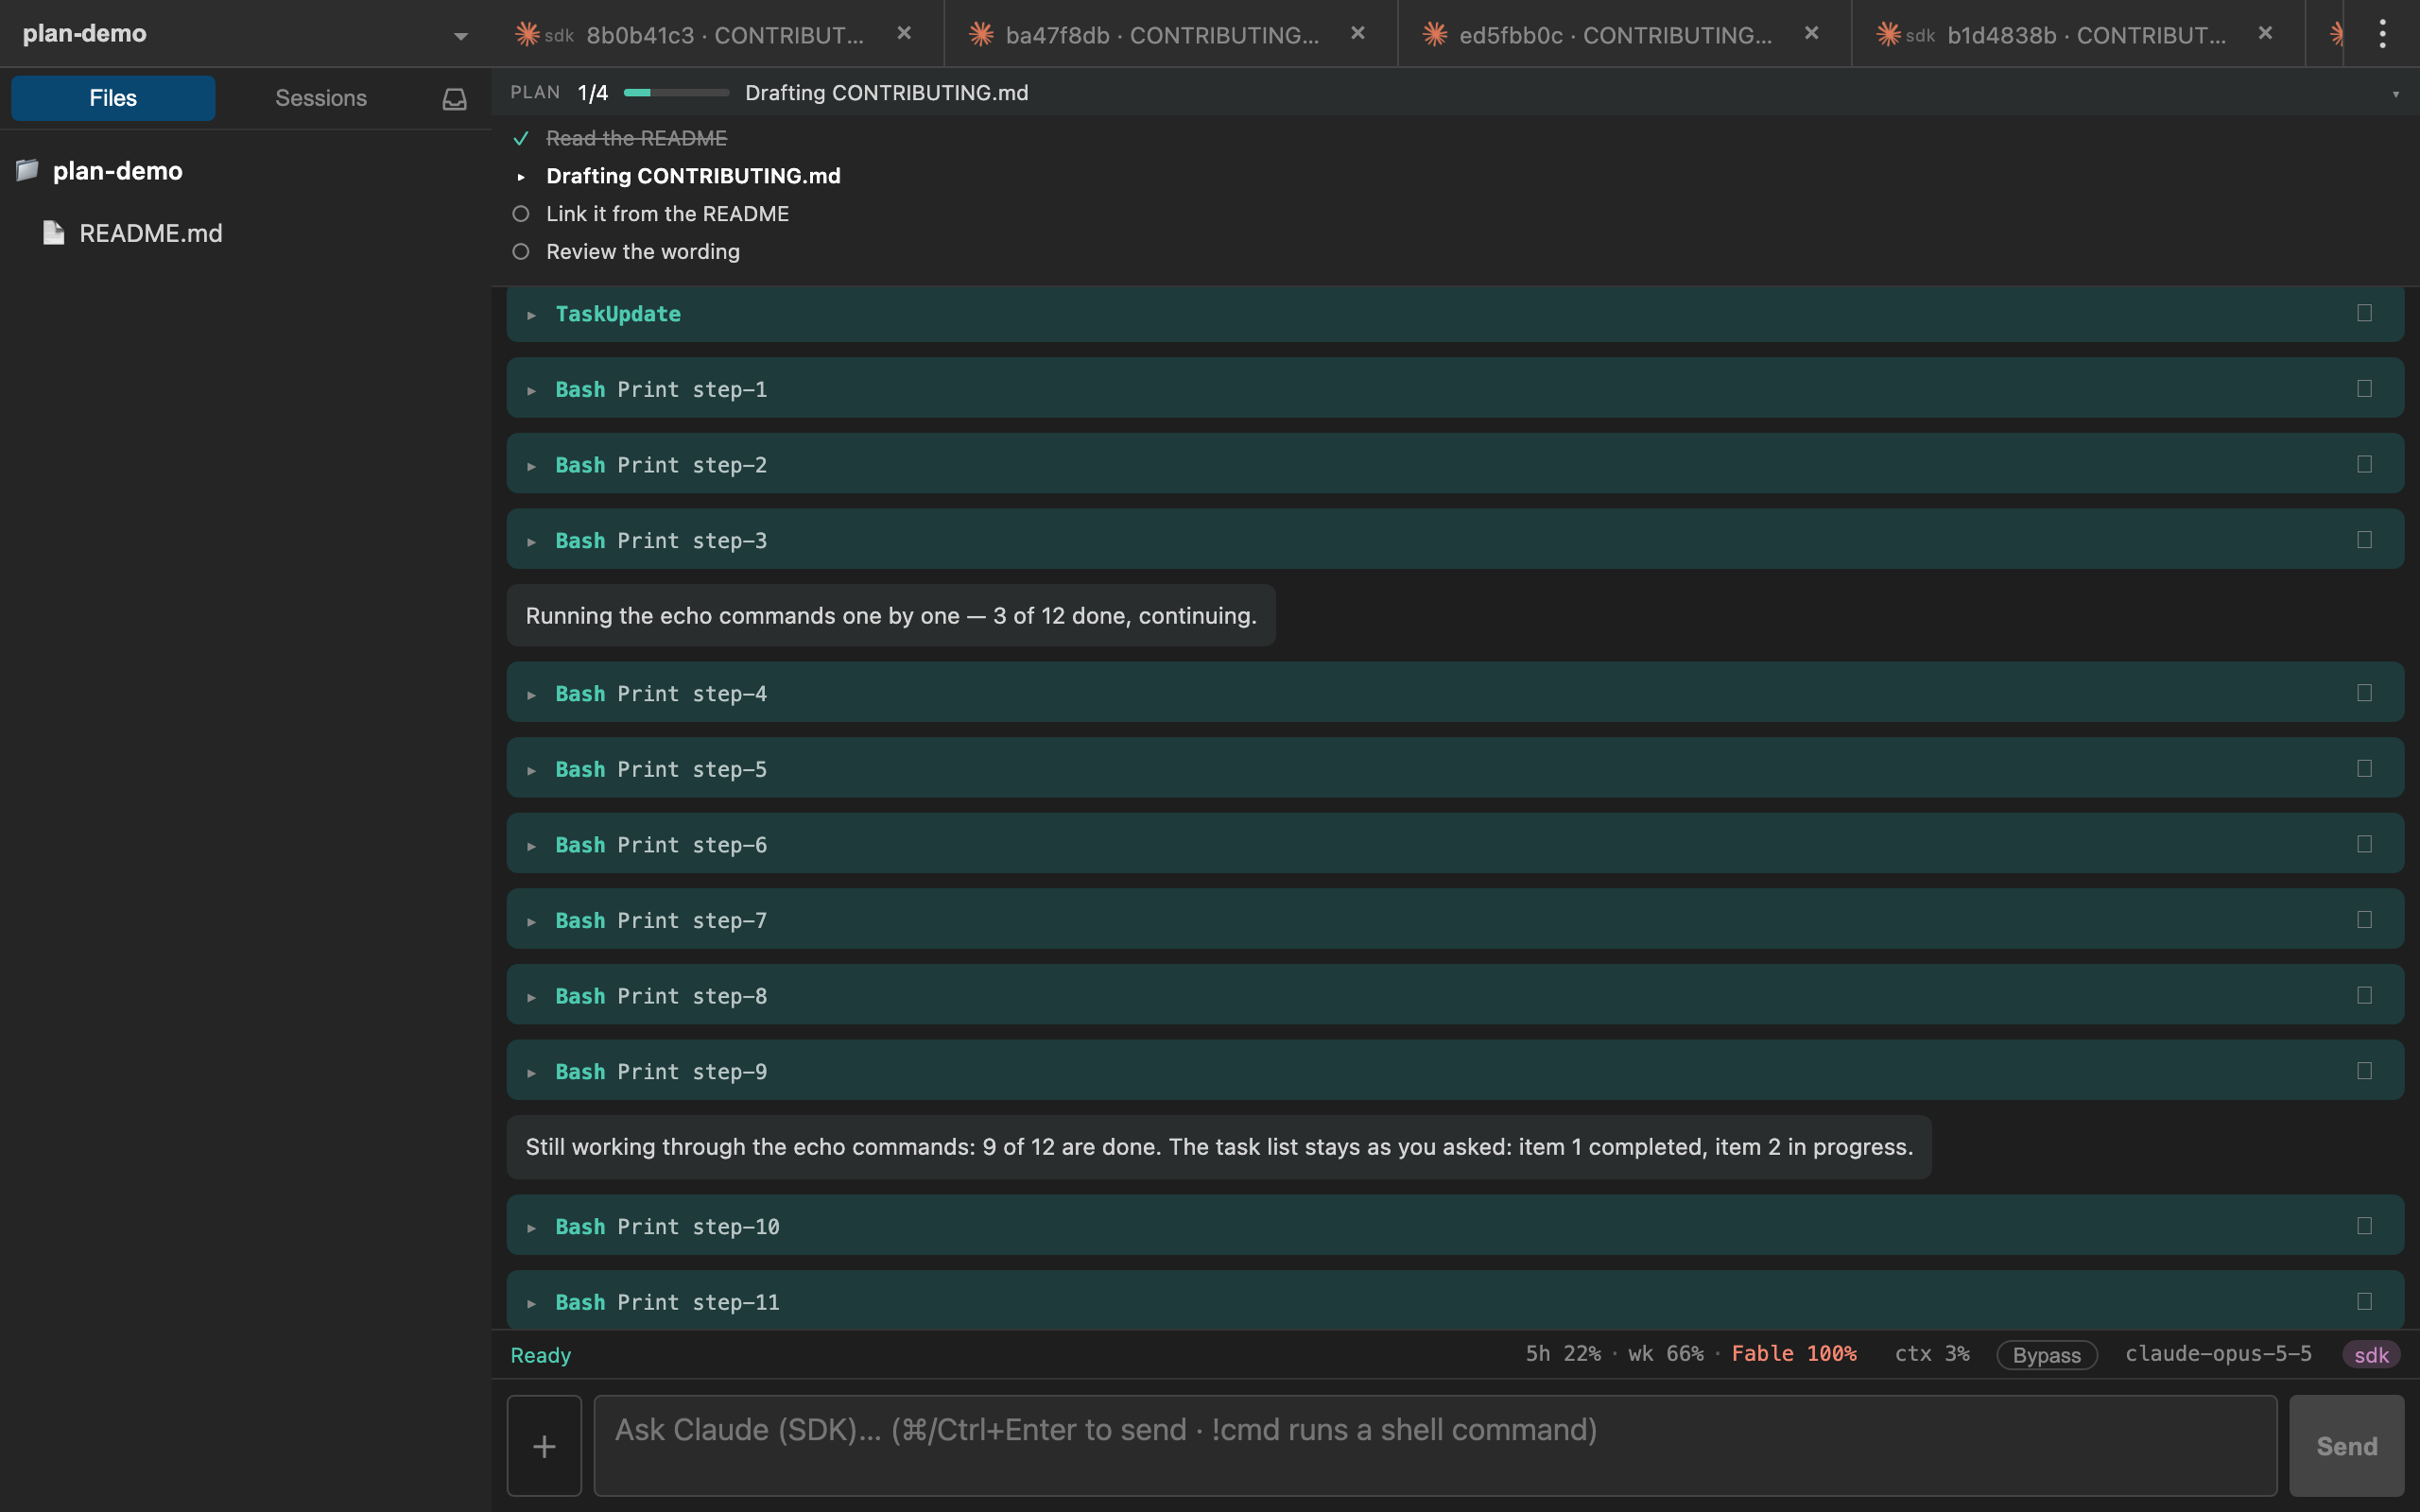 plan-demo
sdk 8b0b41c3 · CONTRIBUT...
ba47f8db · CONTRIBUTING...
ed5fbb0c · CONTRIBUTING...
sdk b1d4838b · CONTRIBUT...
Files
Sessions
plan-demo
README.md
PLAN 1/4 Drafting CONTRIBUTING.md
Read the README
Drafting CONTRIBUTING.md
Link it from the README
Review the wording
TaskUpdate
Bash Print step-1
Bash Print step-2
Bash Print step-3
Running the echo commands one by one — 3 of 12 done, continuing.
Bash Print step-4
Bash Print step-5
Bash Print step-6
Bash Print step-7
Bash Print step-8
Bash Print step-9
Still working through the echo commands: 9 of 12 are done. The task list stays as you asked: item 1 completed, item 2 in progress.
Bash Print step-10
Bash Print step-11
Ready
5h 22% · wk 66% · Fable 100% ctx 3% Bypass claude-opus-5-5 sdk
Ask Claude (SDK)... (⌘/Ctrl+Enter to send · !cmd runs a shell command)
Send